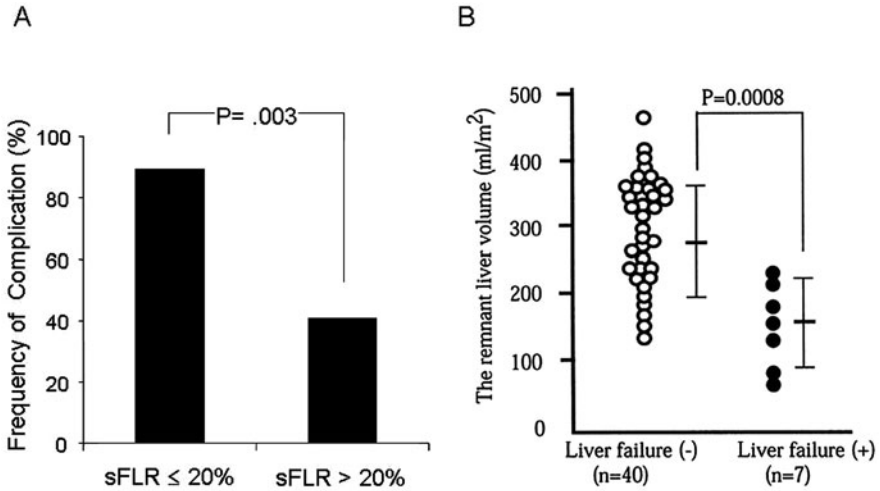 A
P= .003
Frequency of Complication (%)
100
80
60
40
20
0
sFLR ≤ 20%
sFLR > 20%
B
P=0.0008
The remnant liver volume (ml/m²)
500
400
300
200
100
0
Liver failure (-)
(n=40)
Liver failure (+)
(n=7)